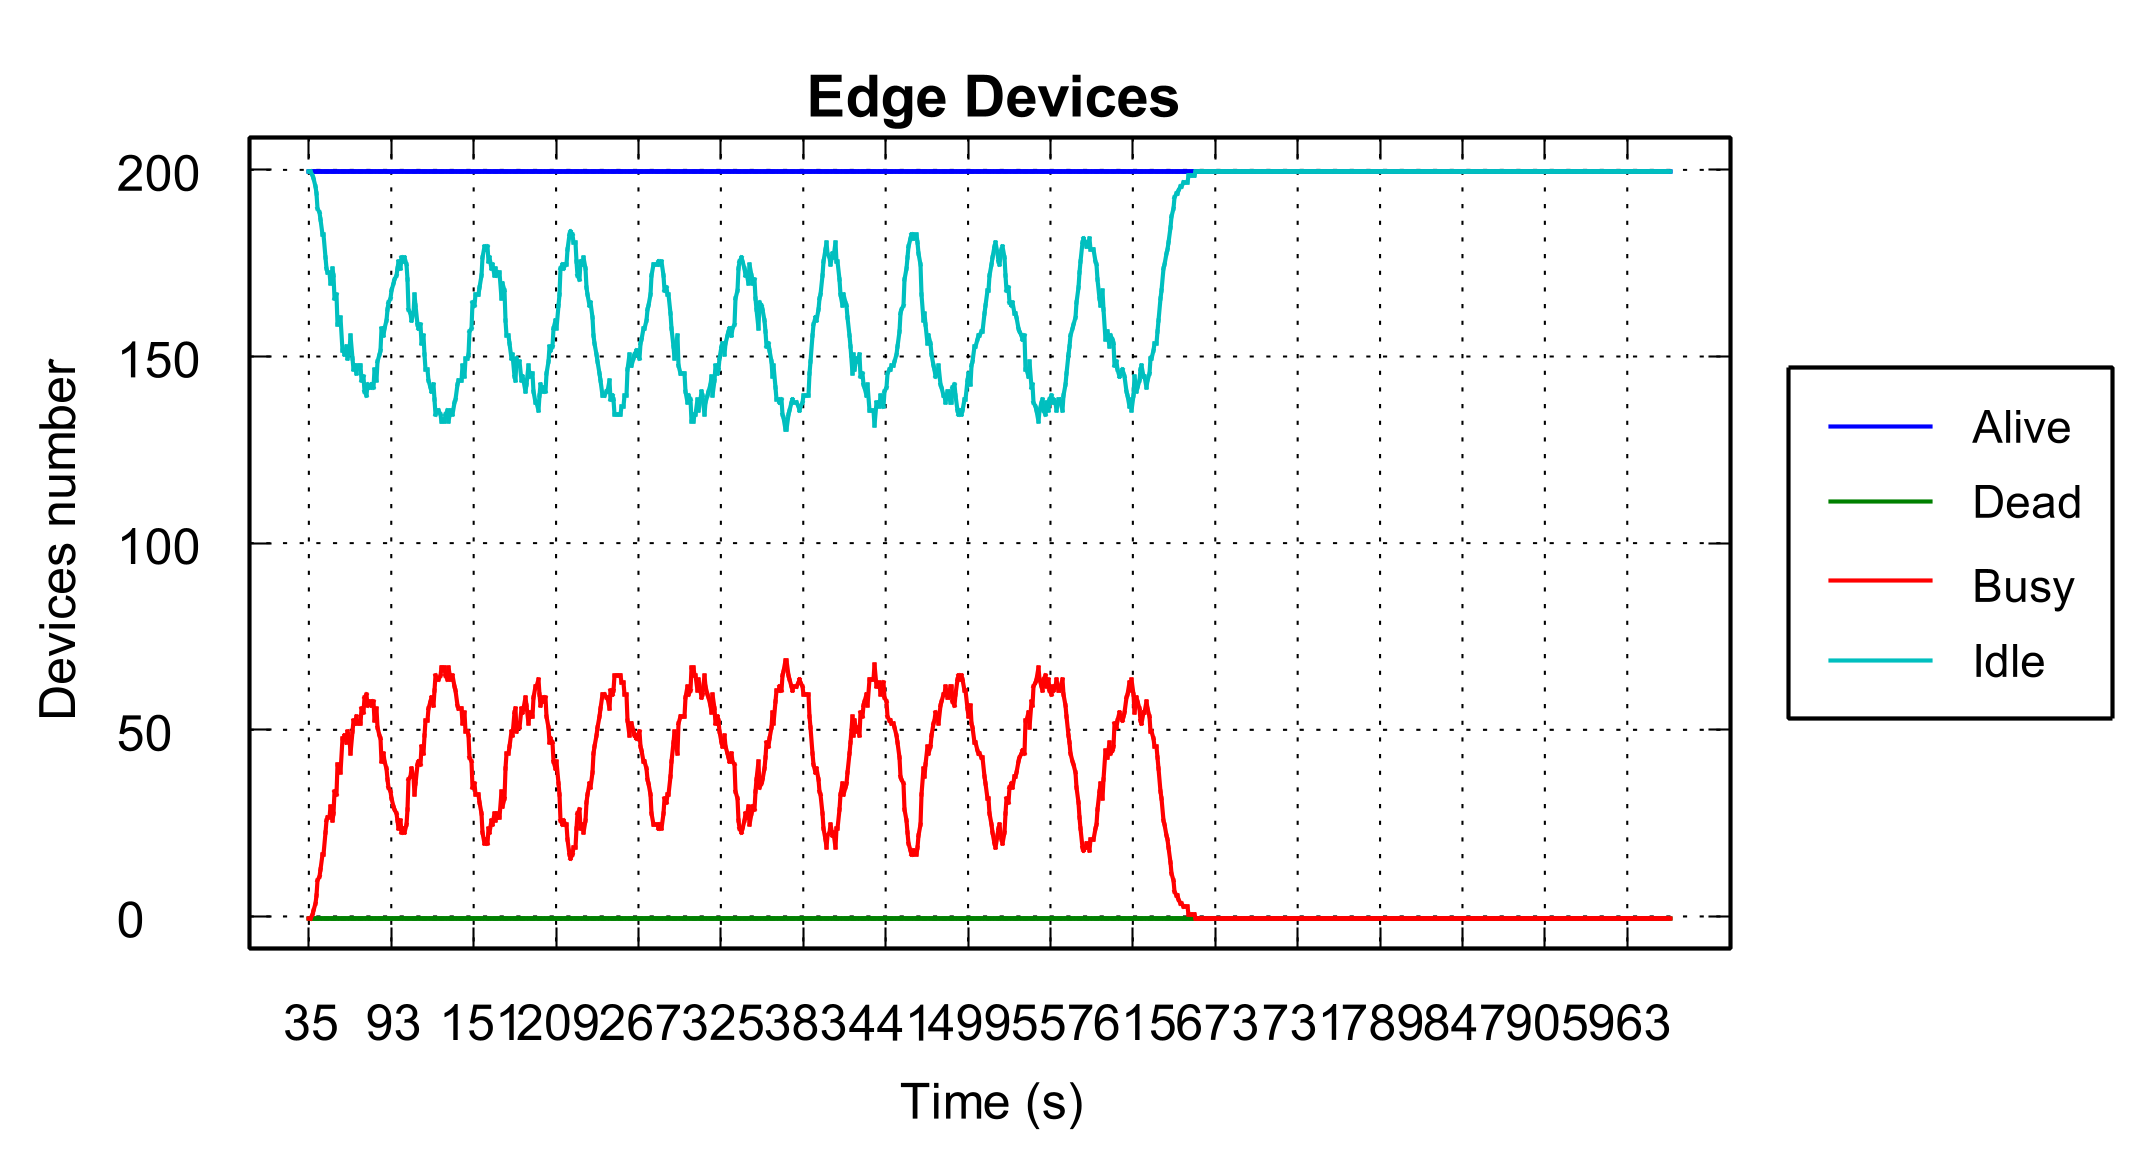 Edge Devices
200
150
100
50
0
Devices number
35 93 151 209 267 325 383 441 499 557 615 673 731 789 847 905 963
Time (s)
Alive
Dead
Busy
Idle